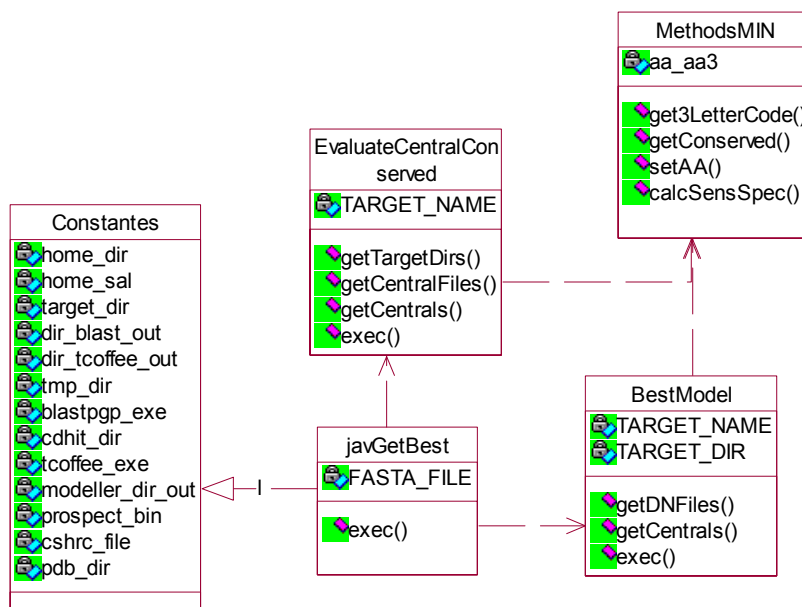 MethodsMIN
aa_aa3
get3LetterCode()
getConserved()
setAA()
calcSensSpec()
EvaluateCentralCon
served
TARGET_NAME
getTargetDirs()
getCentralFiles()
getCentrals()
exec()
Constantes
home_dir
home_sal
target_dir
dir_blast_out
dir_tcoffee_out
tmp_dir
blastpgp_exe
cdhit_dir
tcoffee_exe
modeller_dir_out
prospect_bin
cshrc_file
pdb_dir
javGetBest
FASTA_FILE
exec()
BestModel
TARGET_NAME
TARGET_DIR
getDNFiles()
getCentrals()
exec()